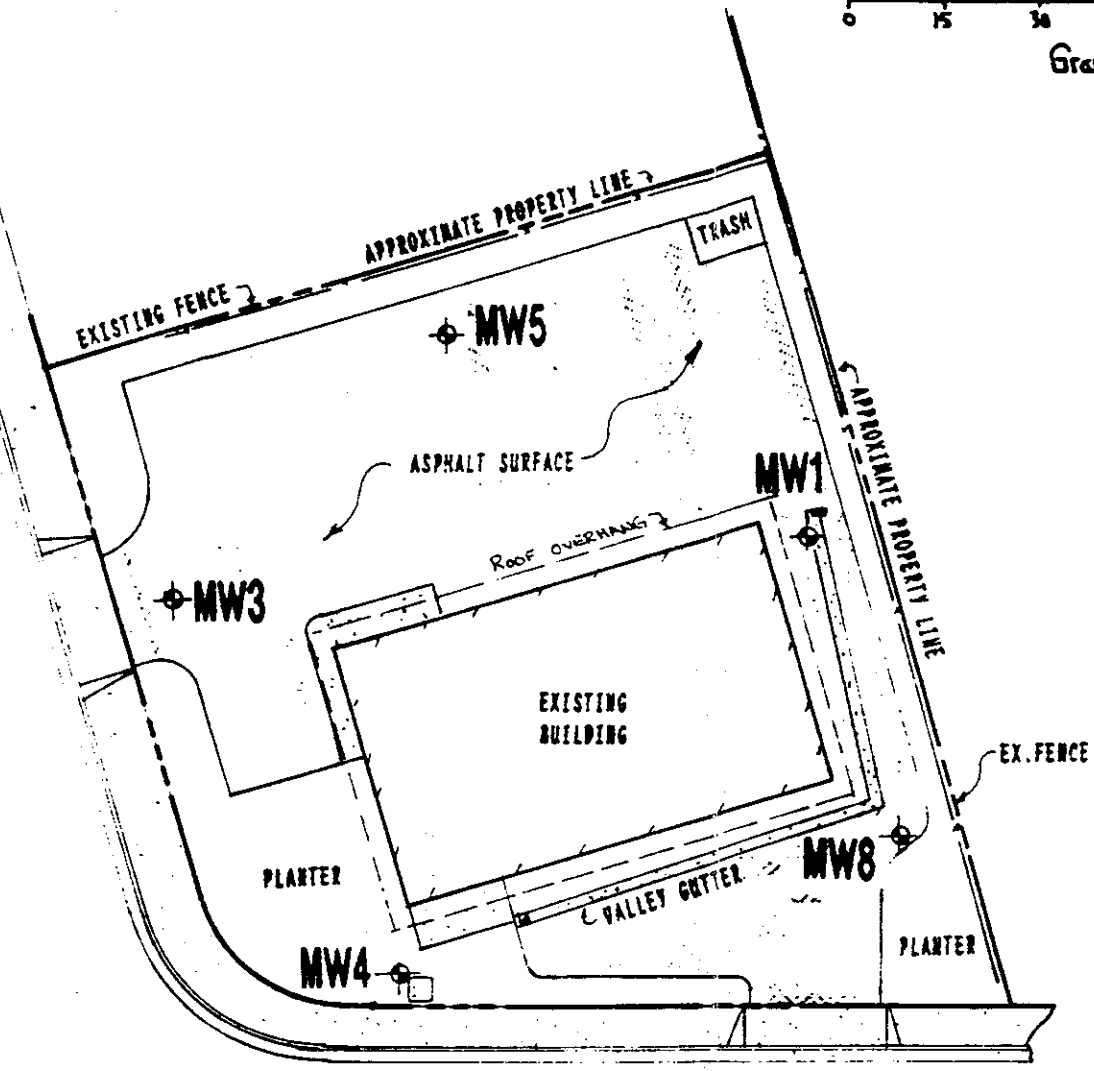 0 15 30
APPROXIMATE PROPERTY LINE
TRASH
EXISTING FENCE
MW5
ASPHALT SURFACE
MW1
APPROXIMATE PROPERTY LINE
ROOF OVERHANG
MW3
EXISTING
BUILDING
EX.FENCE
MW8
PLANTER
VALLEY GUTTER
PLANTER
MW4